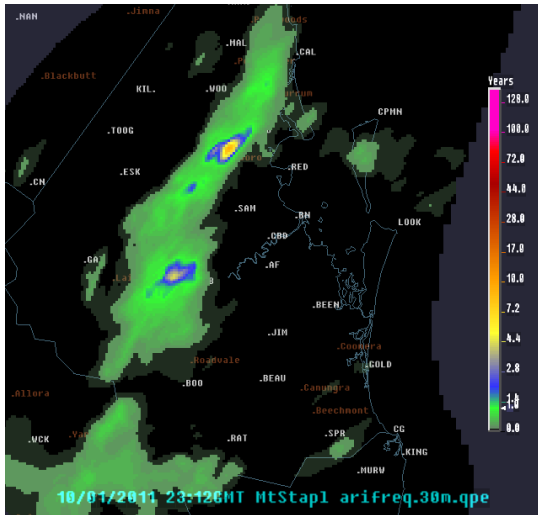 .NAN
.Jimna
.MAL
.CAL
.Blackbutt
KIL.
.WOO
Years
128.0
CPMN
.TOOG
100.0
72.0
.ESK
.RED
.CN
44.0
.SAM
.BN
LOOK
28.0
.CBD
17.0
.GA
.AF
10.0
.BEEN
7.2
.JIM
4.4
.Coomera
.Roadvale
.GOLD
2.8
.BOO
.BEAU
.Canungra
.Allora
.Beechmont
0.0
.WCK
.RAT
.SPR
CG
.KING
.MURW
10/01/2011 23:12GMT MtStapl arifreq.30m.qpe